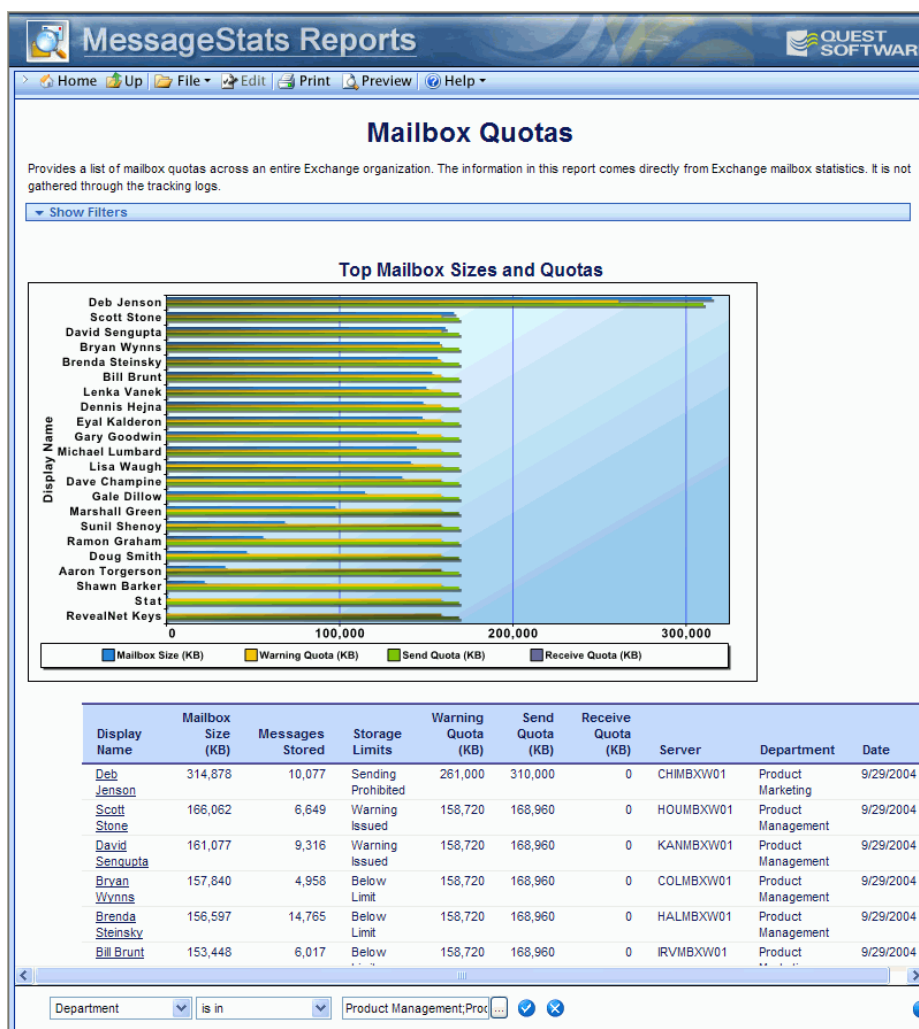 MessageStats Reports
QUEST
SOFTWAR
Home Up File Edit Print Preview Help
Mailbox Quotas
Provides a list of mailbox quotas across an entire Exchange organization. The information in this report comes directly from Exchange mailbox statistics. It is not
gathered through the tracking logs.
Show Filters
Top Mailbox Sizes and Quotas
Display Name
Deb Jenson
Scott Stone
David Sengupta
Bryan Wynns
Brenda Steinsky
Bill Brunt
Lenka Vanek
Dennis Hejna
Eyal Kalderon
Gary Goodwin
Michael Lumbard
Lisa Waugh
Dave Champine
Gale Dillow
Marshall Green
Sunil Shenoy
Ramon Graham
Doug Smith
Aaron Torgerson
Shawn Barker
Stat
RevealNet Keys
0 100,000 200,000 300,000
Mailbox Size (KB) Warning Quota (KB) Send Quota (KB) Receive Quota (KB)
Display Name Mailbox Size (KB) Messages Stored Storage Limits Warning Quota (KB) Send Quota (KB) Receive Quota (KB) Server Department Date
Deb Jenson 314,878 10,077 Sending Prohibited 261,000 310,000 0 CHIMBXW01 Product Marketing 9/29/2004
Scott Stone 166,062 6,649 Warning Issued 158,720 168,960 0 HOUMBXW01 Product Management 9/29/2004
David Sengupta 161,077 9,316 Warning Issued 158,720 168,960 0 KANMBXW01 Product Management 9/29/2004
Bryan Wynns 157,840 4,958 Below Limit 158,720 168,960 0 COLMBXW01 Product Management 9/29/2004
Brenda Steinsky 156,597 14,765 Below Limit 158,720 168,960 0 HALMBXW01 Product Management 9/29/2004
Bill Brunt 153,448 6,017 Below 158,720 168,960 0 IRVMBXW01 Product 9/29/2004
Department is in Product Management;Prod ...